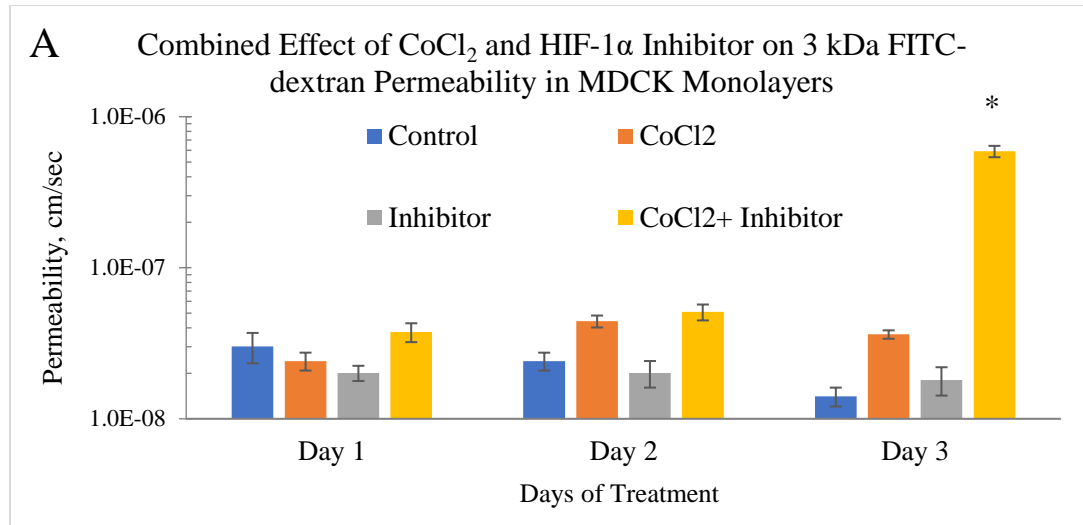 A
Combined Effect of CoCl₂ and HIF-1α Inhibitor on 3 kDa FITC-
dextran Permeability in MDCK Monolayers
*
1.0E-06
1.0E-07
1.0E-08
Permeability, cm/sec
Control
CoCl2
Inhibitor
CoCl2+ Inhibitor
Day 1
Day 2
Day 3
Days of Treatment